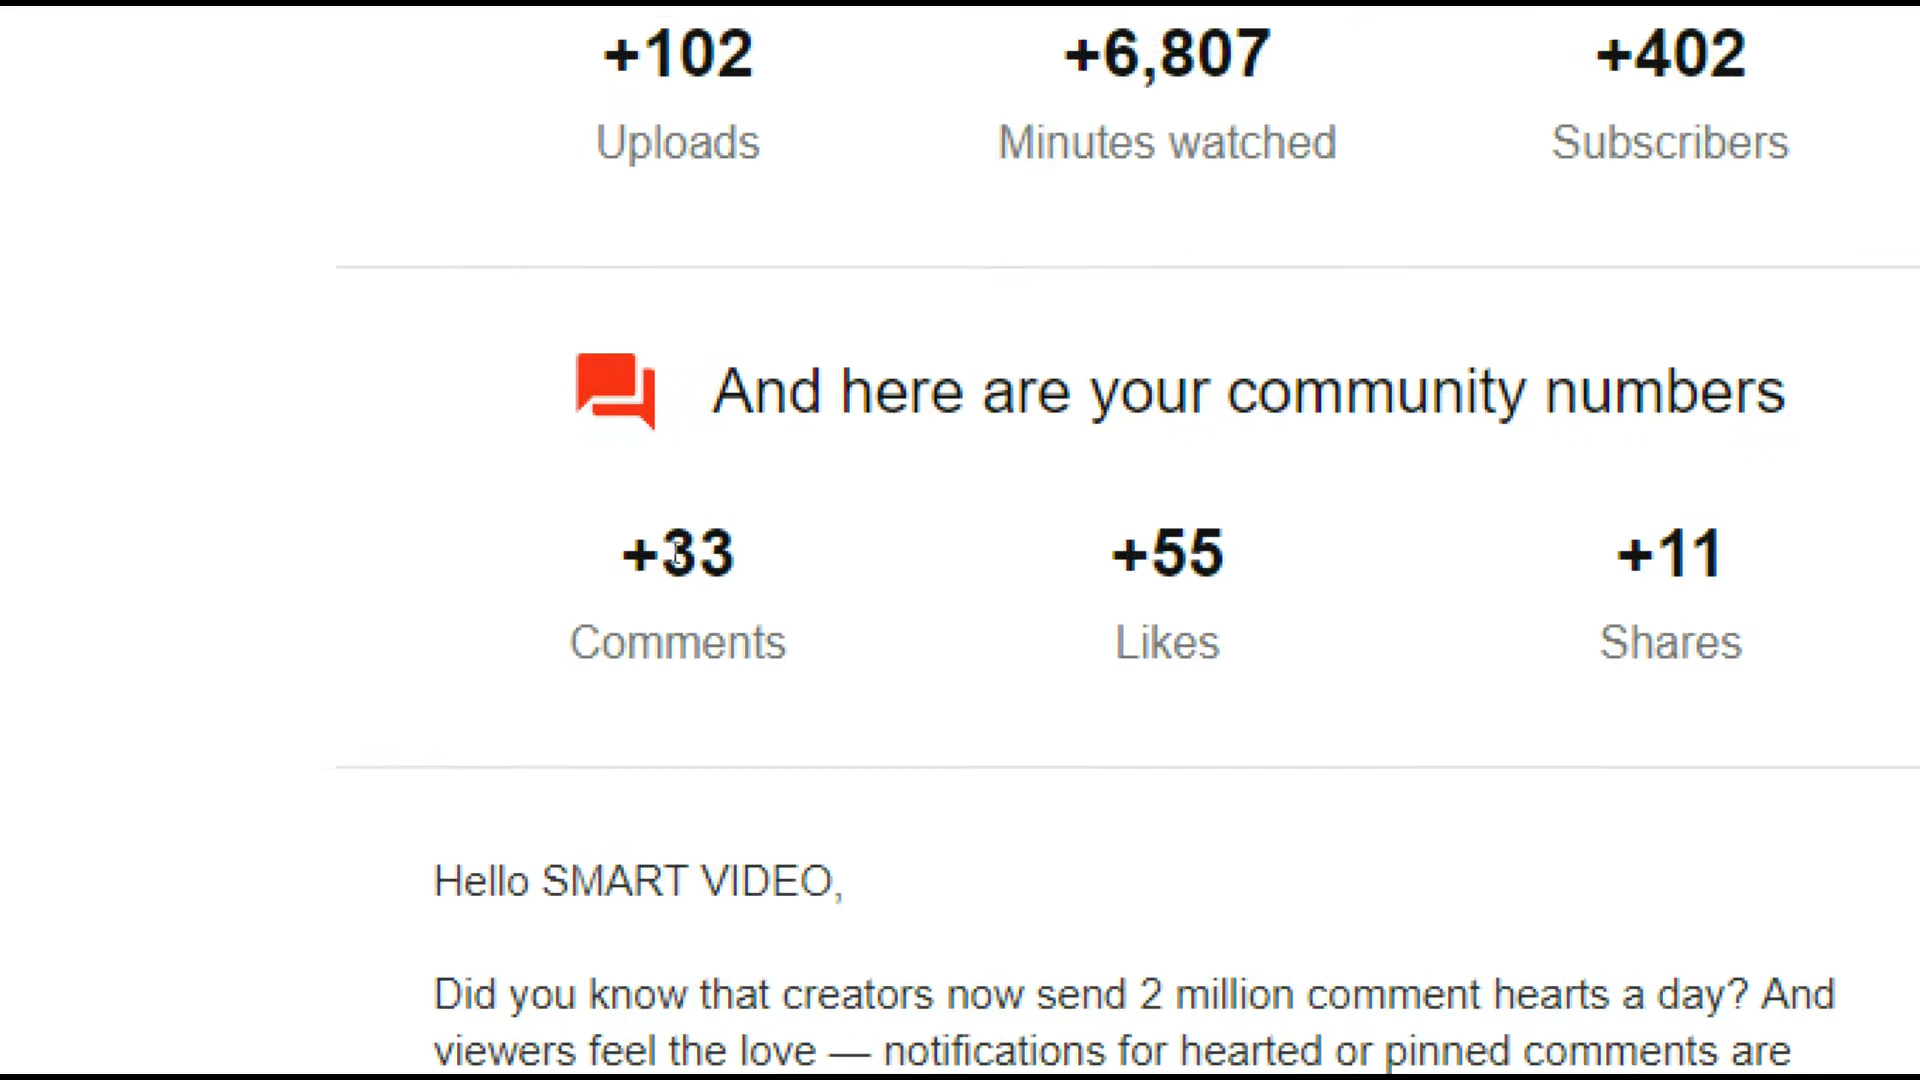 +102 +6,807 +402
Uploads Minutes watched Subscribers
And here are your community numbers
+33 +55 +11
Comments Likes Shares
Hello SMART VIDEO,
Did you know that creators now send 2 million comment hearts a day? And
viewers feel the love — notifications for hearted or pinned comments are